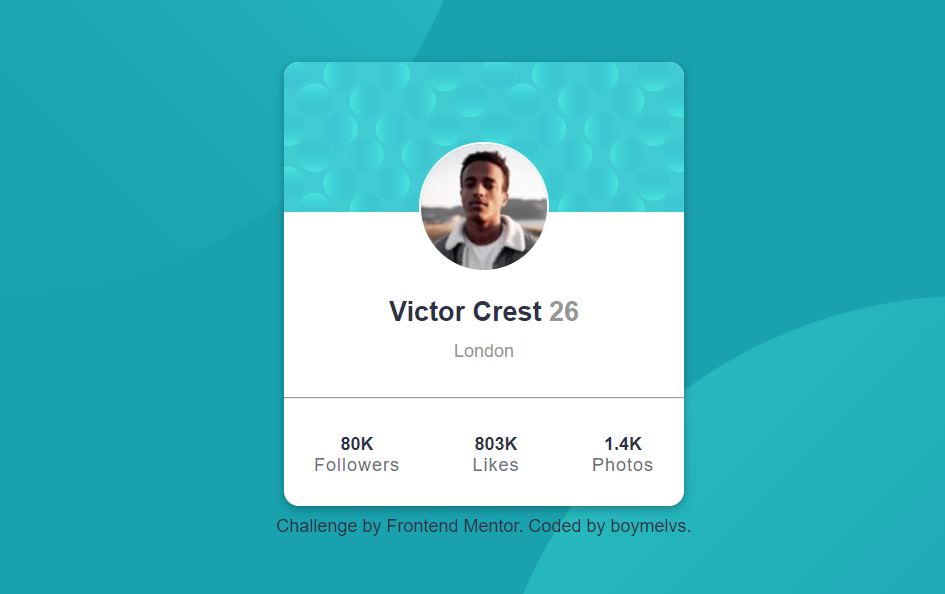 Victor Crest 26
London
80K 803K 1.4K
Followers Likes Photos
Challenge by Frontend Mentor. Coded by boymelvs.